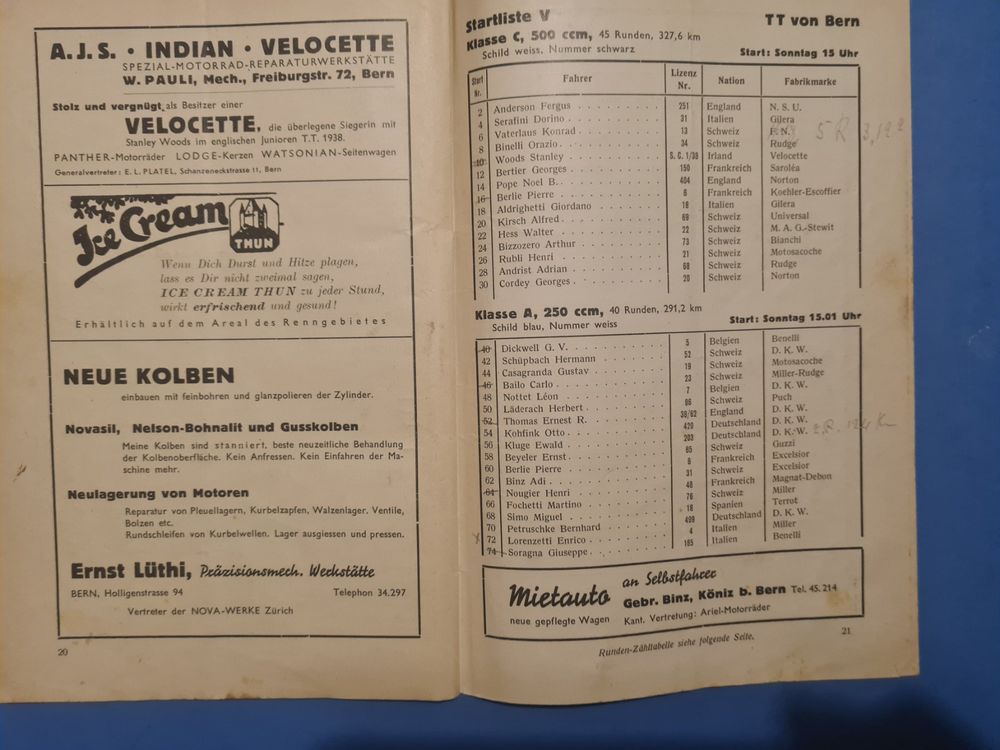 A.J.S. • INDIAN • VELOCETTE
SPEZIAL-MOTORRAD-REPARATURWERKSTÄTTE
W. PAULI, Mech., Freiburgstr. 72, Bern
Stolz und vergnügt als Besitzer einer
VELOCETTE, die überlegene Siegerin mit
Stanley Woods im englischen Junioren T.T. 1938.
PANTHER-Motorräder LODGE-Kerzen WATSONIAN-Seitenwagen
Generalvertreter: E. L. PLATEL, Schanzeneckstrasse 11, Bern
Ice Cream
THUN
Wenn Dich Durst und Hitze plagen,
lass es Dir nicht zweimal sagen,
ICE CREAM THUN zu jeder Stund,
wirkt erfrischend und gesund!
Erhältlich auf dem Areal des Renngebietes
NEUE KOLBEN
einbauen mit feinbohren und glanzpolieren der Zylinder.
Novasil, Nelson-Bohnalit und Gusskolben
Meine Kolben sind stanniert, beste neuzeitliche Behandlung
der Kolbenoberfläche. Kein Anfressen. Kein Einfahren der Ma-
schine mehr.
Neulagerung von Motoren
Reparatur von Pleuellagern, Kurbelzapfen, Walzenlager, Ventile,
Bolzen etc.
Rundschleifen von Kurbelwellen. Lager ausgiessen und pressen.
Ernst Lüthi, Präzisionsmech. Werkstätte
BERN, Holligenstrasse 94 Telephon 34.297
Vertreter der NOVA-WERKE Zürich
20
Startliste V TT von Bern
Klasse C, 500 ccm, 45 Runden, 327,6 km
Schild weiss, Nummer schwarz Start: Sonntag 15 Uhr
Start Nr. Fahrer Lizenz Nr. Nation Fabrikmarke
2 Anderson Fergus 251 England N. S. U.
4 Serafini Dorino 31 Italien Gilera
6 Vaterlaus Konrad 13 Schweiz F. N. 5 R
8 Binelli Orazio 34 Schweiz Rudge
10 Woods Stanley S. C. 1/38 Irland Velocette
12 Bertier Georges 150 Frankreich Saroléa
14 Pope Noel B. 404 England Norton
16 Berlie Pierre 6 Frankreich Koehler-Escoffier
18 Aldrighetti Giordano 18 Italien Gilera
20 Kirsch Alfred 69 Schweiz Universal
22 Hess Walter 22 Schweiz M. A. G.-Stewit
24 Bizzozero Arthur 73 Schweiz Bianchi
26 Rubli Henri 21 Schweiz Motosacoche
28 Andrist Adrian 68 Schweiz Rudge
30 Cordey Georges 20 Schweiz Norton
Klasse A, 250 ccm, 40 Runden, 291,2 km
Schild blau, Nummer weiss Start: Sonntag 15.01 Uhr
40 Dickwell G. V. 5 Belgien Benelli
42 Schüpbach Hermann 52 Schweiz D. K. W.
44 Casagranda Gustav 19 Schweiz Motosacoche
46 Bailo Carlo 23 Schweiz Miller-Rudge
48 Nottet Léon 7 Belgien D. K. W.
50 Läderach Herbert 86 Schweiz Puch
52 Thomas Ernest R. 38/62 England D. K. W.
54 Kohfink Otto 420 Deutschland D. K. W.
56 Kluge Ewald 203 Deutschland D. K. W.
58 Beyeler Ernst 65 Schweiz Guzzi
60 Berlie Pierre 6 Frankreich Excelsior
62 Binz Adi 31 Schweiz Excelsior
64 Nougier Henri 48 Frankreich Magnat-Debon
66 Fochetti Martino 76 Schweiz Miller
68 Simo Miguel 18 Spanien Terrot
70 Petruschke Bernhard 499 Deutschland D. K. W.
72 Lorenzetti Enrico 4 Italien Miller
74 Soragna Giuseppe 165 Italien Benelli
Mietauto an Selbstfahrer
neue gepflegte Wagen
Gebr. Binz, Köniz b. Bern Tel. 45.214
Kant. Vertretung: Ariel-Motorräder
Runden-Zähltabelle siehe folgende Seite.
21